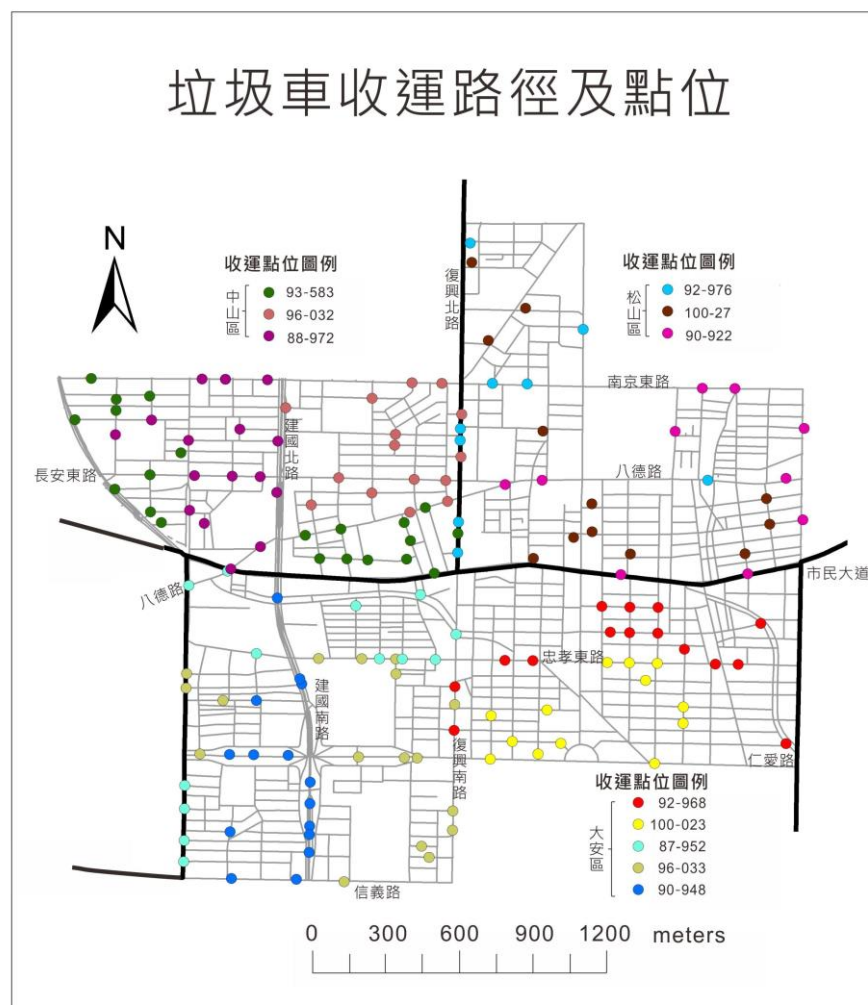 垃圾車收運路徑及點位
N
收運點位圖例
中山區
93-583
96-032
88-972
復興北路
收運點位圖例
松山區
92-976
100-27
90-922
南京東路
建國北路
長安東路
八德路
市民大道
八德路
忠孝東路
建國南路
復興南路
仁愛路
收運點位圖例
大安區
92-968
100-023
87-952
96-033
90-948
信義路
0 300 600 900 1200 meters